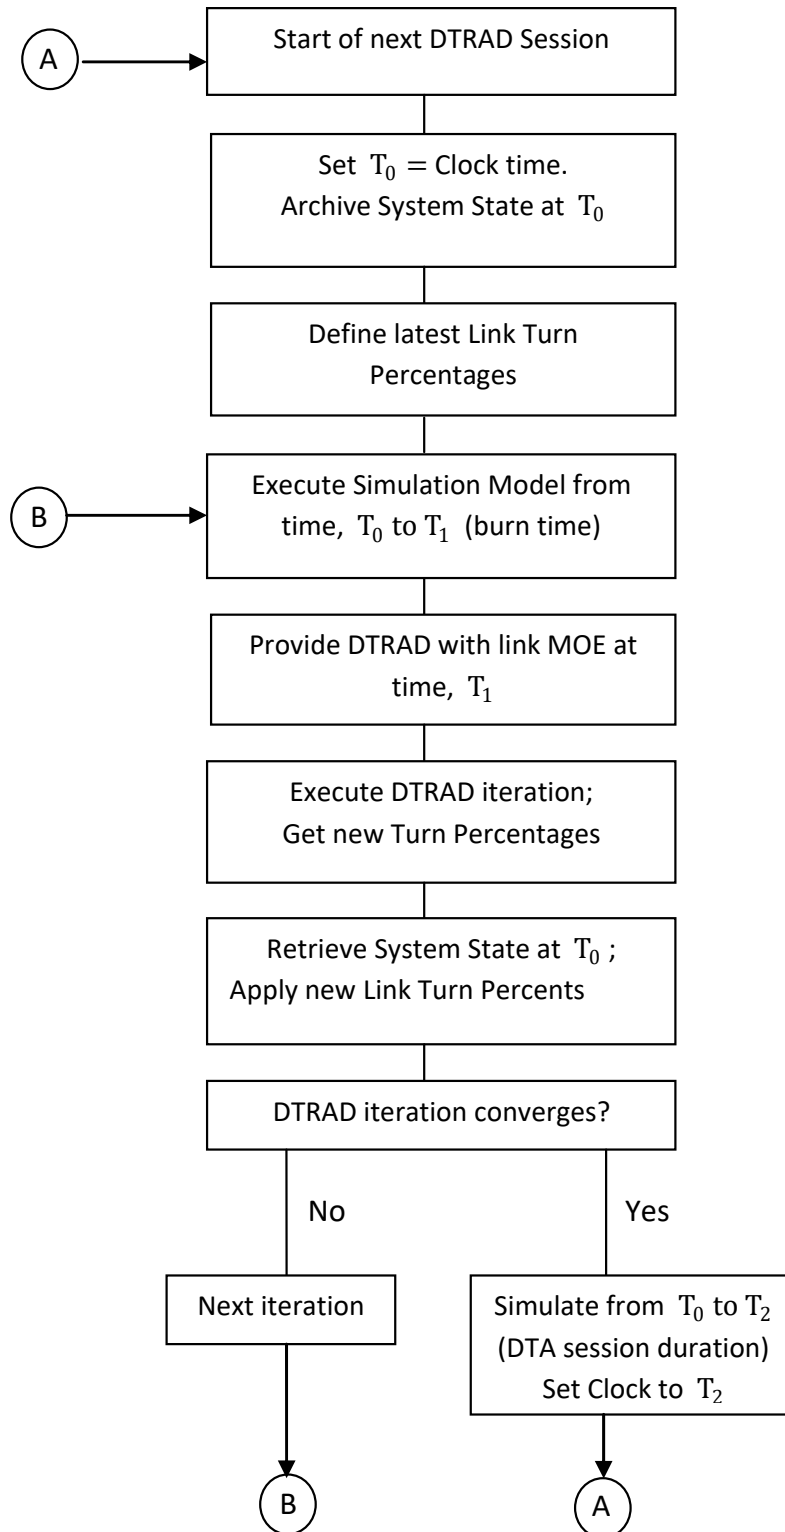 A
Start of next DTRAD Session
Set T₀ = Clock time.
Archive System State at T₀
Define latest Link Turn
Percentages
B
Execute Simulation Model from
time, T₀ to T₁ (burn time)
Provide DTRAD with link MOE at
time, T₁
Execute DTRAD iteration;
Get new Turn Percentages
Retrieve System State at T₀ ;
Apply new Link Turn Percents
DTRAD iteration converges?
No
Yes
Next iteration
Simulate from T₀ to T₂
(DTA session duration)
Set Clock to T₂
B
A